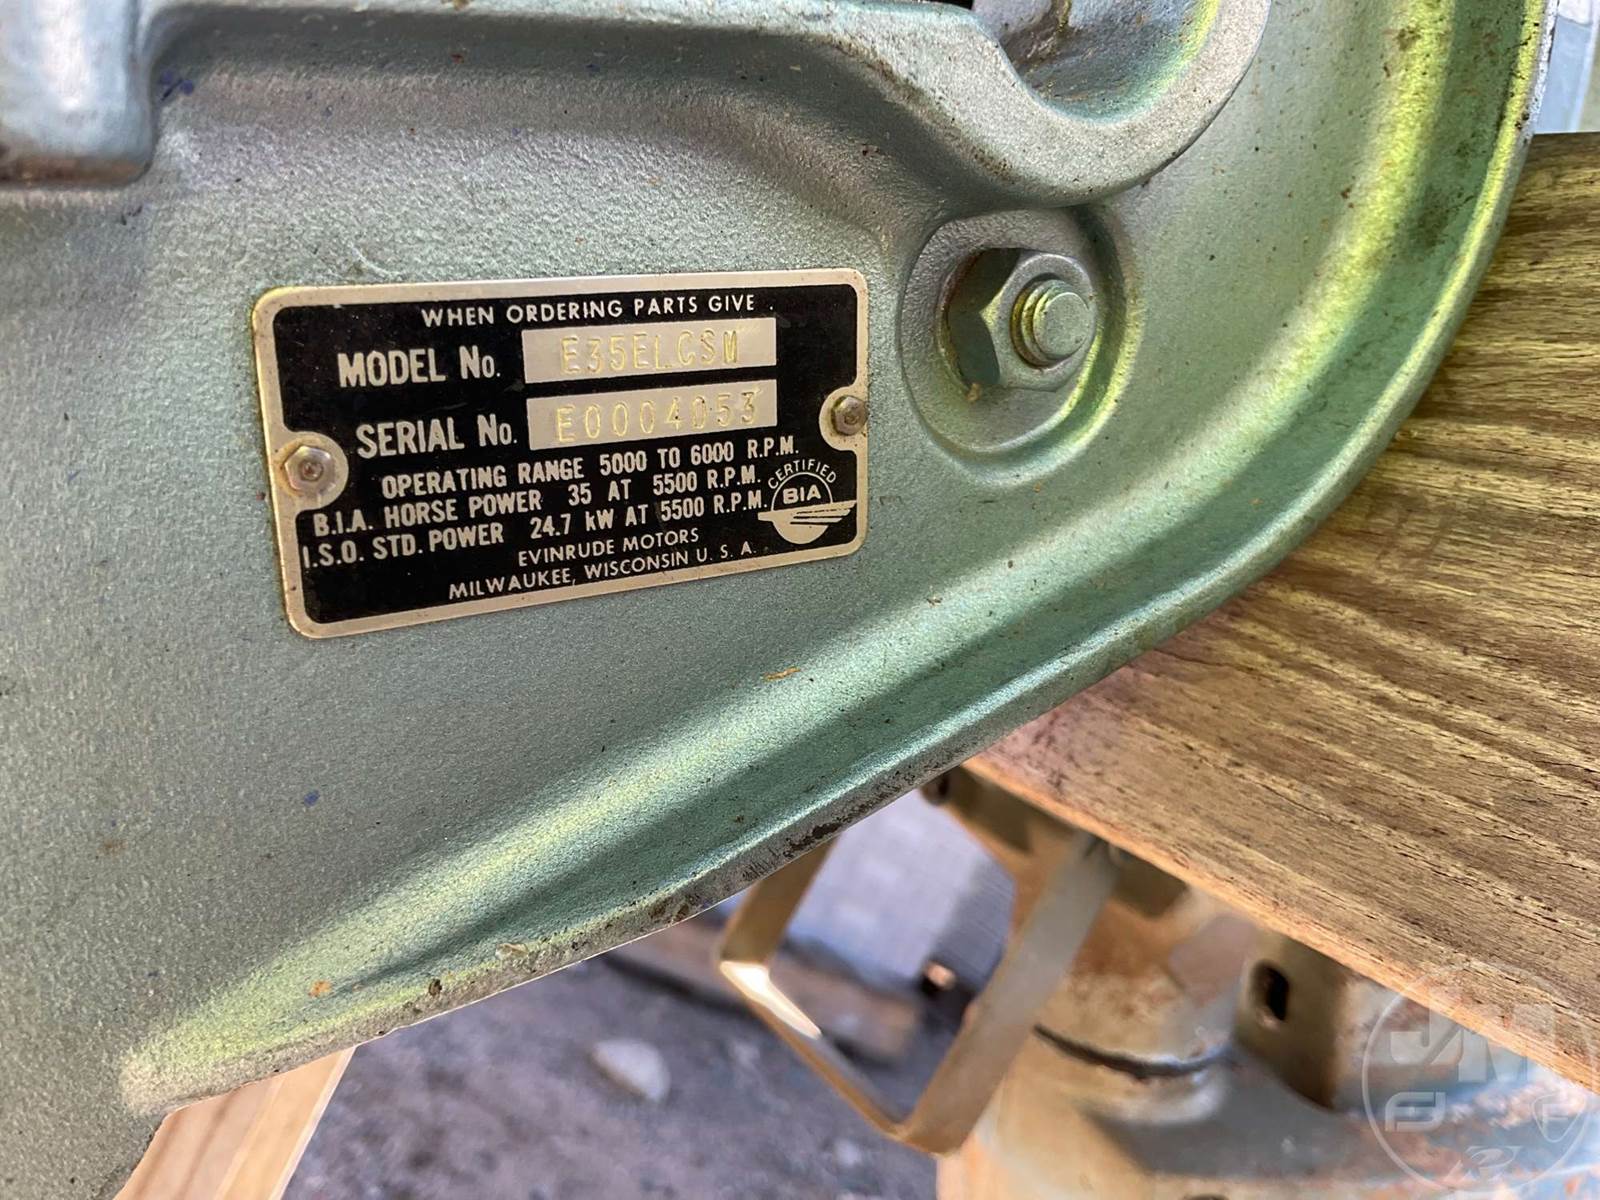 WHEN ORDERING PARTS GIVE
MODEL No. E35ELCSM
SERIAL No. E0004053
OPERATING RANGE 5000 TO 6000 R.P.M.
B.I.A. HORSE POWER 35 AT 5500 R.P.M.
I.S.O. STD. POWER 24.7 kW AT 5500 R.P.M.
CERTIFIED
BIA
EVINRUDE MOTORS
MILWAUKEE, WISCONSIN U. S. A.
JM